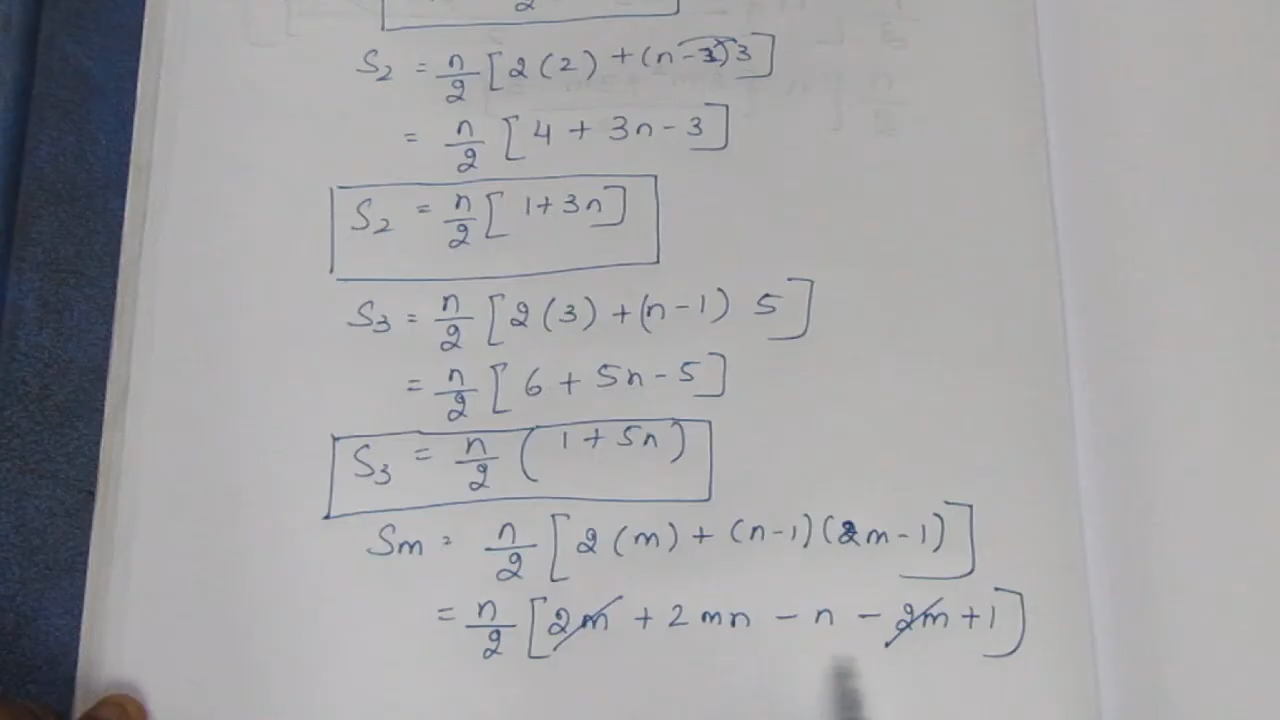 2
S2 = n/2 [2(2) + (n-3)3]
= n/2 [4 + 3n - 3]
S2 = n/2 [1 + 3n]
S3 = n/2 [2(3) + (n-1) 5]
= n/2 [6 + 5n - 5]
S3 = n/2 (1 + 5n)
Sm = n/2 [2(m) + (n-1)(2m-1)]
= n/2 [2m + 2mn - n - 2m + 1]